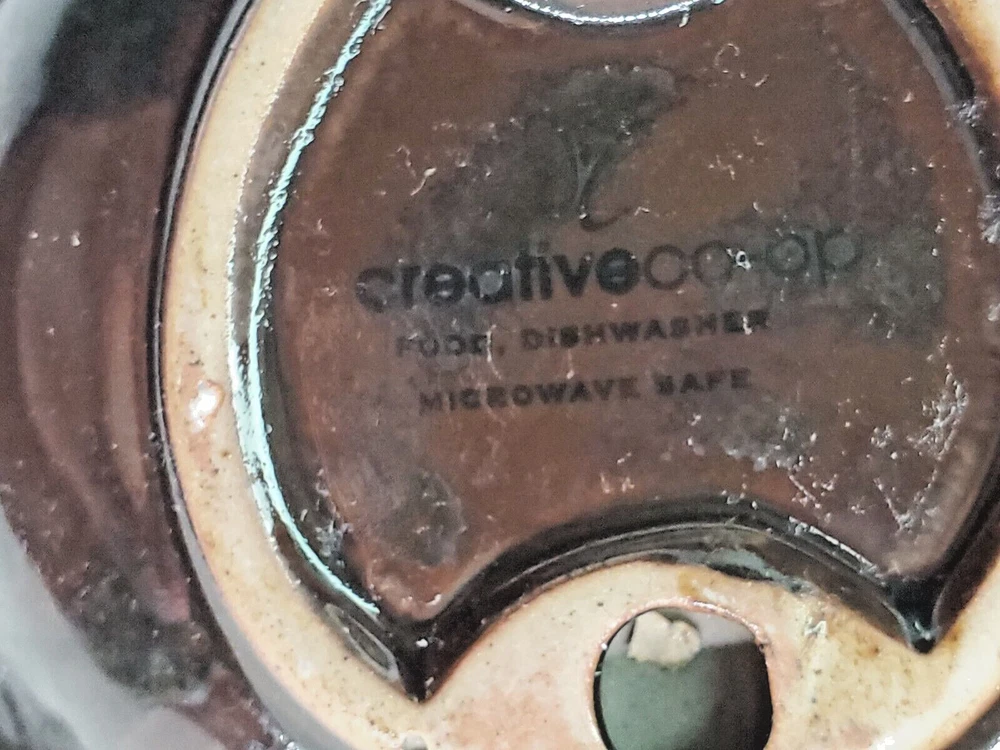 creativeco-op
FOOD, DISHWASHER
MICROWAVE SAFE